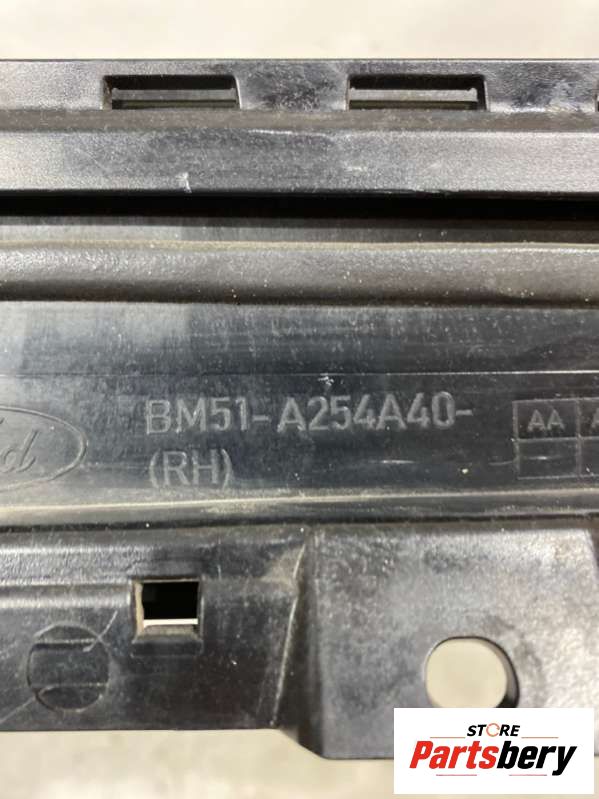 BM51-A254A40-
AA
(RH)
STORE
Partsbery